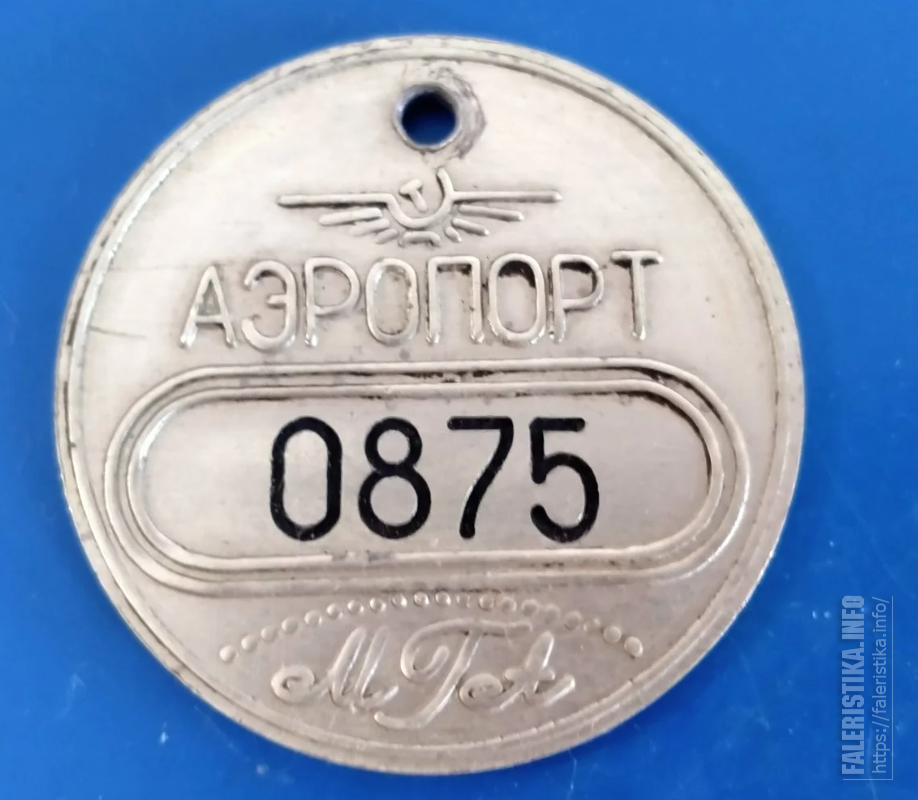 АЭРОПОРТ
0875
МГА
FALERISTIKA.INFO
https://faleristika.info/